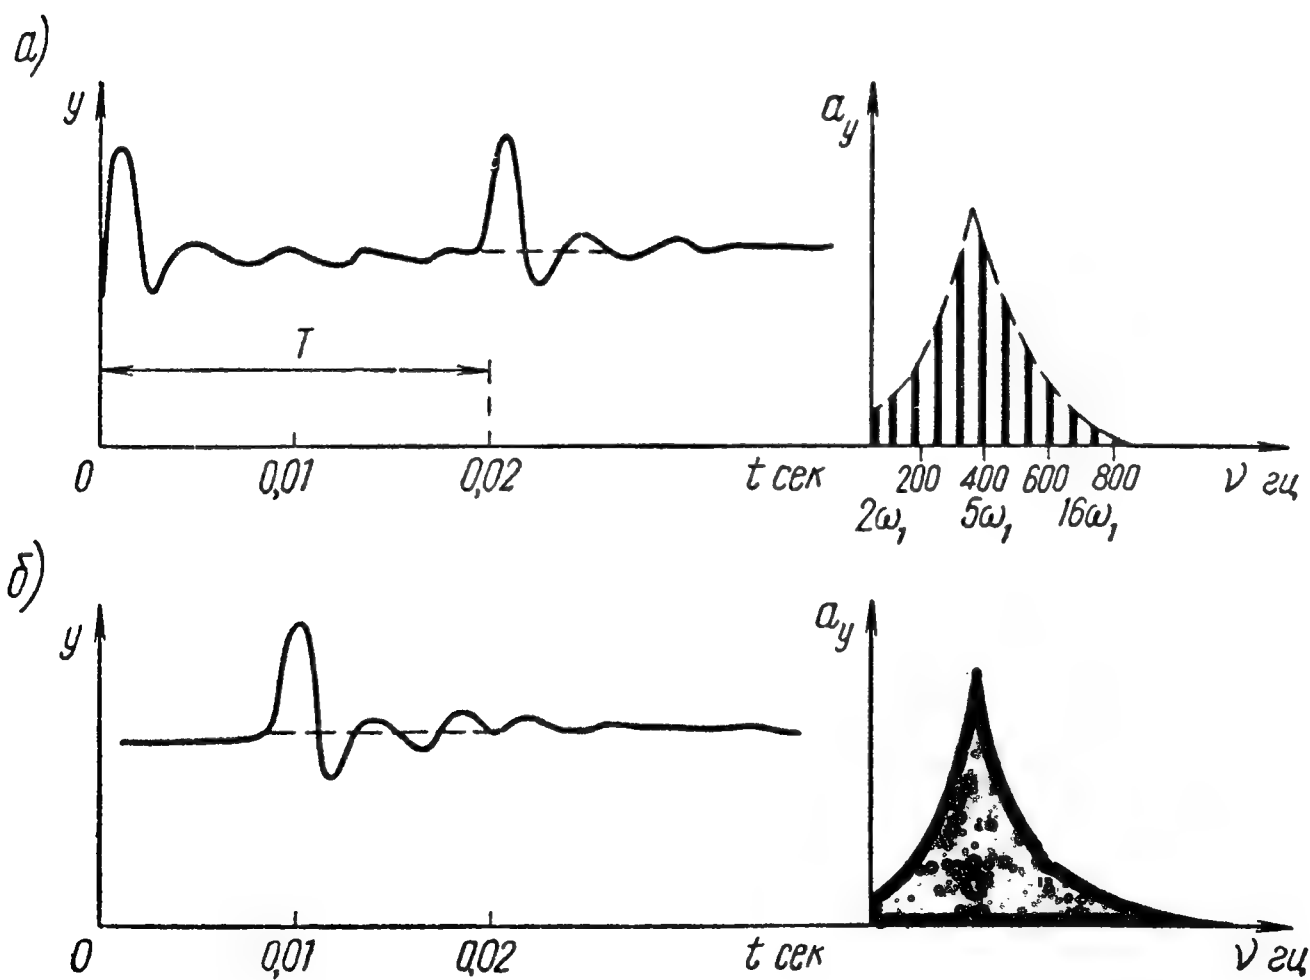 а)
y
T
0 0,01 0,02 t сек
a_y
200 400 600 800 ν гц
2ω₁ 5ω₁ 16ω₁
б)
y
0 0,01 0,02 t сек
a_y
ν гц